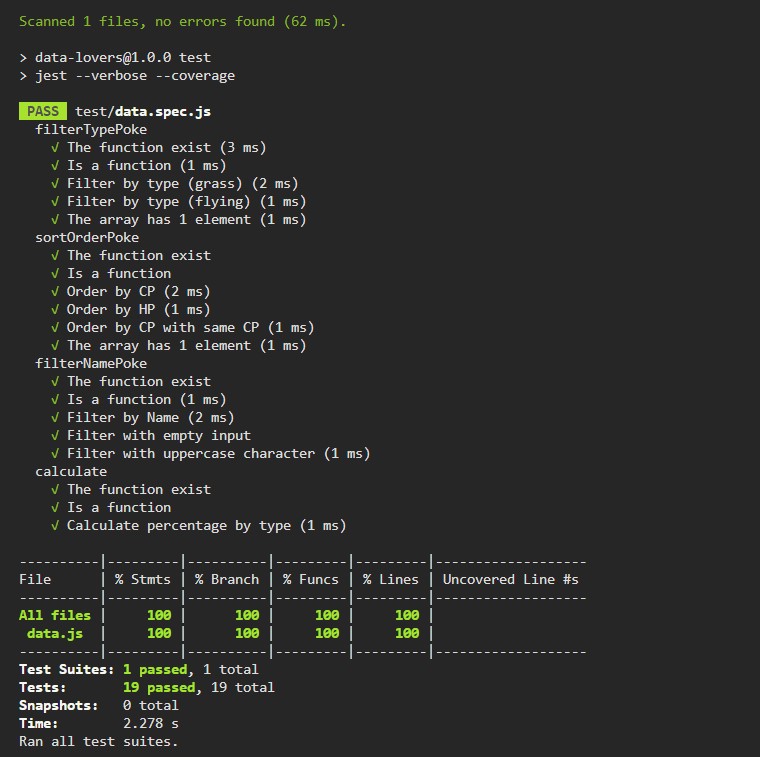 Scanned 1 files, no errors found (62 ms).
> data-lovers@1.0.0 test
> jest --verbose --coverage
PASS test/data.spec.js
filterTypePoke
√ The function exist (3 ms)
√ Is a function (1 ms)
√ Filter by type (grass) (2 ms)
√ Filter by type (flying) (1 ms)
√ The array has 1 element (1 ms)
sortOrderPoke
√ The function exist
√ Is a function
√ Order by CP (2 ms)
√ Order by HP (1 ms)
√ Order by CP with same CP (1 ms)
√ The array has 1 element (1 ms)
filterNamePoke
√ The function exist
√ Is a function (1 ms)
√ Filter by Name (2 ms)
√ Filter with empty input
√ Filter with uppercase character (1 ms)
calculate
√ The function exist
√ Is a function
√ Calculate percentage by type (1 ms)
----------|---------|----------|---------|---------|-------------------
File      | % Stmts | % Branch | % Funcs | % Lines | Uncovered Line #s
----------|---------|----------|---------|---------|-------------------
All files |     100 |      100 |     100 |     100 |
 data.js  |     100 |      100 |     100 |     100 |
----------|---------|----------|---------|---------|-------------------
Test Suites: 1 passed, 1 total
Tests:       19 passed, 19 total
Snapshots:   0 total
Time:        2.278 s
Ran all test suites.